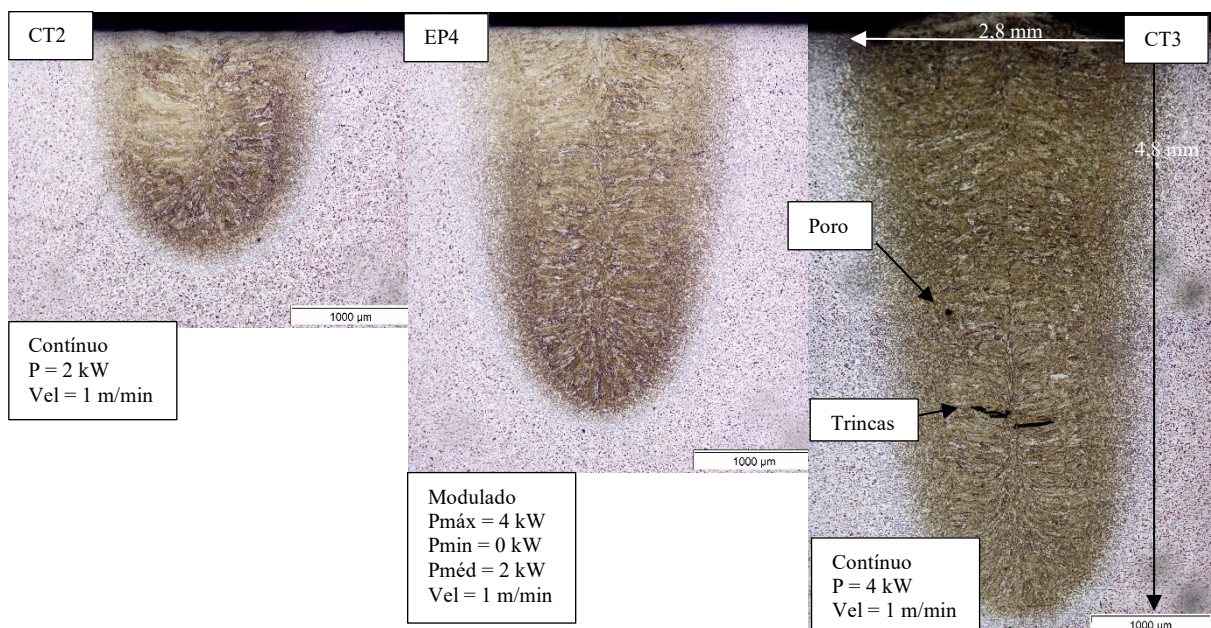 CT2
1000 µm
Contínuo
P = 2 kW
Vel = 1 m/min
EP4
1000 µm
Modulado
Pmáx = 4 kW
Pmin = 0 kW
Pméd = 2 kW
Vel = 1 m/min
2,8 mm
CT3
4,8 mm
Poro
Trincas
Contínuo
P = 4 kW
Vel = 1 m/min
1000 µm